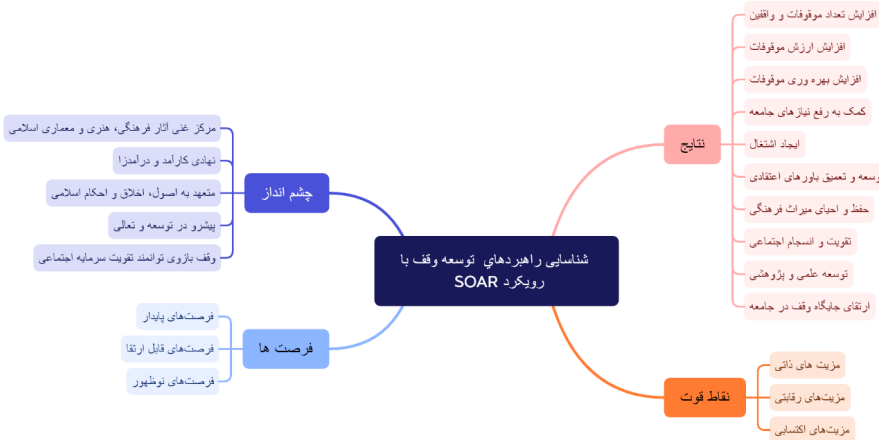 شناسایی راهبردهاي توسعه وقف با
رویکرد SOAR
نتایج
افزایش تعداد موقوفات و واقفین
افزایش ارزش موقوفات
افزایش بهره وری موقوفات
کمک به رفع نیازهای جامعه
ایجاد اشتغال
وسعه و تعمیق باورهای اعتقادی
حفظ و احیای میراث فرهنگی
تقویت و انسجام اجتماعی
توسعه علمی و پژوهشی
ارتقای جایگاه وقف در جامعه
نقاط قوت
مزیت های ذاتی
مزیت‌های رقابتی
مزیت‌های اکتسابی
چشم انداز
مرکز غنی آثار فرهنگی، هنری و معماری اسلامی
نهادی کارآمد و درآمدزا
متعهد به اصول، اخلاق و احکام اسلامی
پیشرو در توسعه و تعالی
وقف بازوی توانمند تقویت سرمایه اجتماعی
فرصت ها
فرصت‌های پایدار
فرصت‌های قابل ارتقا
فرصت‌های نوظهور